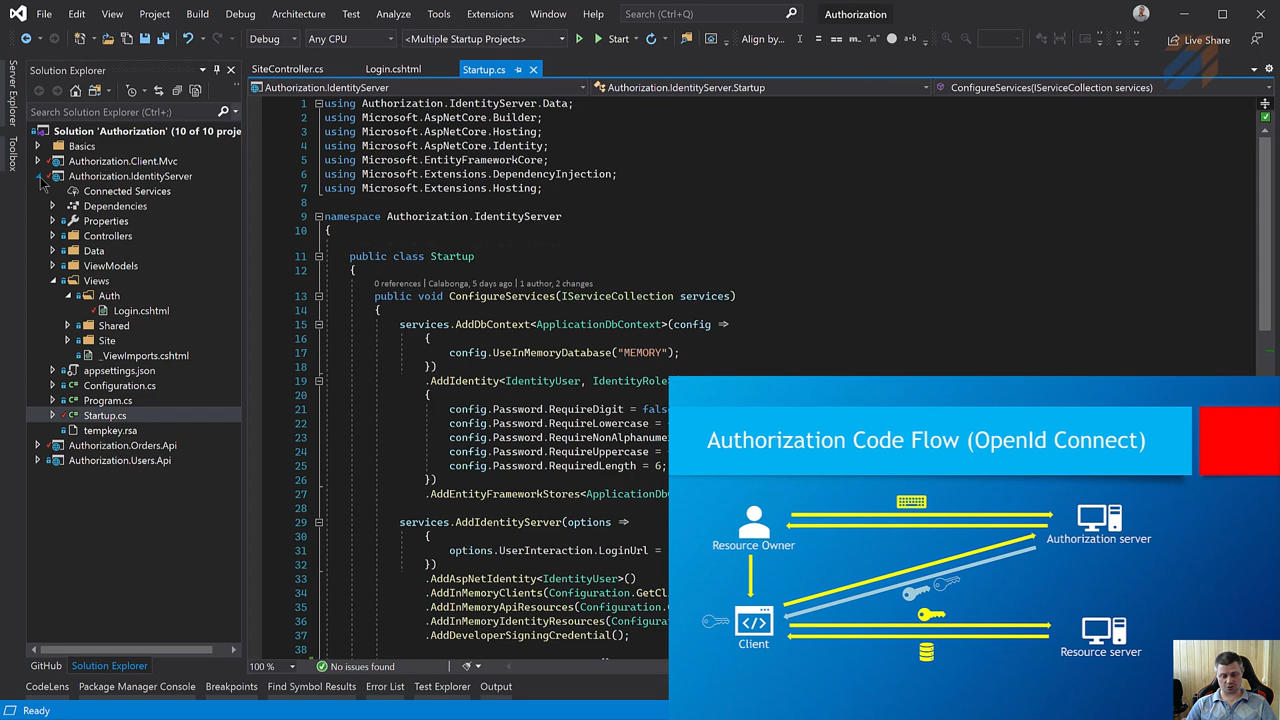 File Edit View Git Project Build Debug Architecture Test Analyze Tools Extensions Window Help Search (Ctrl+Q) Authorization
Debug Any CPU <Multiple Startup Projects> Start Align by... Live Share
Server Explorer
Toolbox
Solution Explorer
Search Solution Explorer (Ctrl+;)
Solution 'Authorization' (10 of 10 proje
Basics
Authorization.Client.Mvc
Authorization.IdentityServer
Connected Services
Dependencies
Properties
Controllers
Data
ViewModels
Views
Auth
Login.cshtml
Shared
Site
_ViewImports.cshtml
appsettings.json
Configuration.cs
Program.cs
Startup.cs
tempkey.rsa
Authorization.Orders.Api
Authorization.Users.Api
GitHub Solution Explorer
SiteController.cs Login.cshtml Startup.cs
Authorization.IdentityServer Authorization.IdentityServer.Startup ConfigureServices(IServiceCollection services)
1 using Authorization.IdentityServer.Data;
2 using Microsoft.AspNetCore.Builder;
3 using Microsoft.AspNetCore.Hosting;
4 using Microsoft.AspNetCore.Identity;
5 using Microsoft.EntityFrameworkCore;
6 using Microsoft.Extensions.DependencyInjection;
7 using Microsoft.Extensions.Hosting;
8
9 namespace Authorization.IdentityServer
10 {
11 public class Startup
12 {
0 references | Calabonga, 5 days ago | 1 author, 2 changes
13 public void ConfigureServices(IServiceCollection services)
14 {
15 services.AddDbContext<ApplicationDbContext>(config =>
16 {
17 config.UseInMemoryDatabase("MEMORY");
18 })
19 .AddIdentity<IdentityUser, IdentityRole
20 {
21 config.Password.RequireDigit = fals
22 config.Password.RequireLowercase =
23 config.Password.RequireNonAlphanume
24 config.Password.RequireUppercase =
25 config.Password.RequiredLength = 6;
26 })
27 .AddEntityFrameworkStores<ApplicationDb
28
29 services.AddIdentityServer(options =>
30 {
31 options.UserInteraction.LoginUrl =
32 })
33 .AddAspNetIdentity<IdentityUser>()
34 .AddInMemoryClients(Configuration.GetCl
35 .AddInMemoryApiResources(Configuration.
36 .AddInMemoryIdentityResources(Configura
37 .AddDeveloperSigningCredential();
38
100 % No issues found
Authorization Code Flow (OpenId Connect)
Resource Owner
Authorization server
Client
Resource server
CodeLens Package Manager Console Breakpoints Find Symbol Results Error List Test Explorer Output
Ready